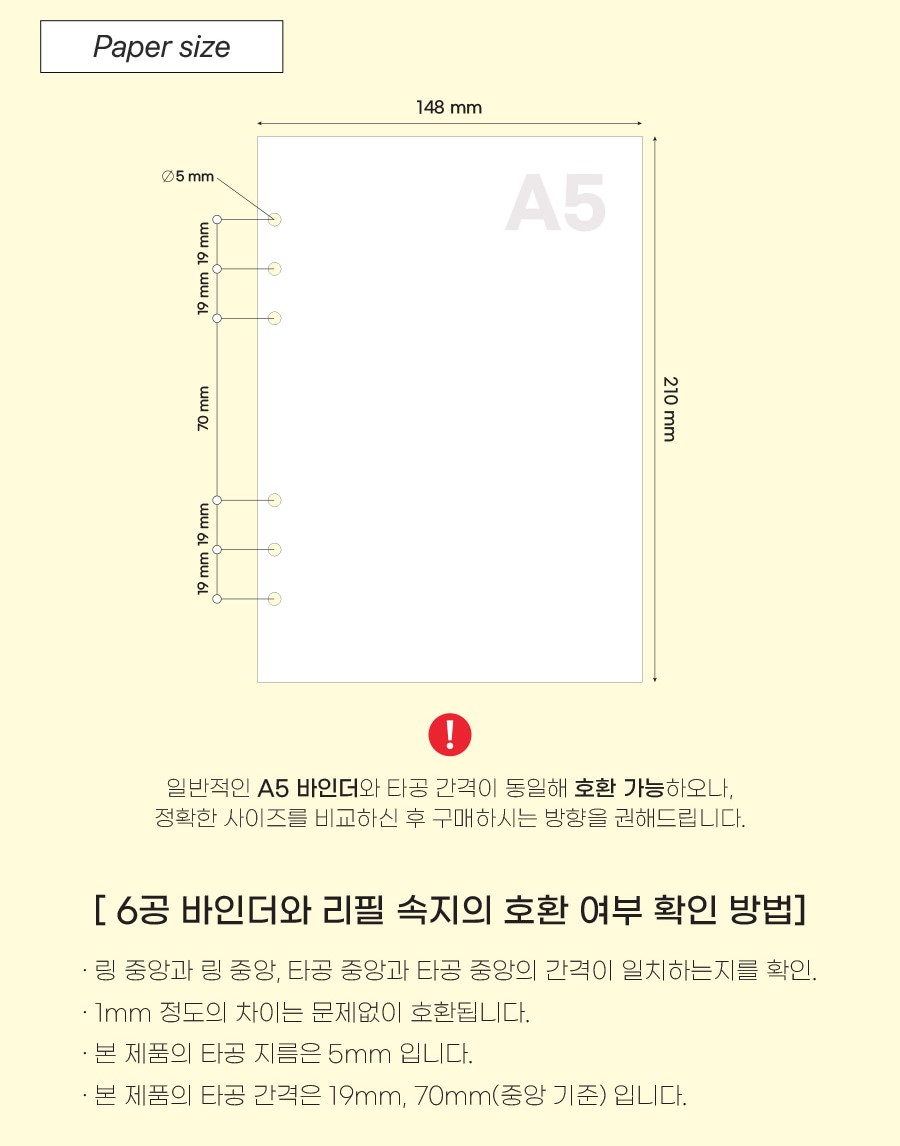 Paper size
148 mm
A5
∅5 mm
19 mm
19 mm
70 mm
210 mm
19 mm
19 mm
!
일반적인 A5 바인더와 타공 간격이 동일해 호환 가능하오나,
정확한 사이즈를 비교하신 후 구매하시는 방향을 권해드립니다.
[ 6공 바인더와 리필 속지의 호환 여부 확인 방법]
· 링 중앙과 링 중앙, 타공 중앙과 타공 중앙의 간격이 일치하는지를 확인.
· 1mm 정도의 차이는 문제없이 호환됩니다.
· 본 제품의 타공 지름은 5mm 입니다.
· 본 제품의 타공 간격은 19mm, 70mm(중앙 기준) 입니다.